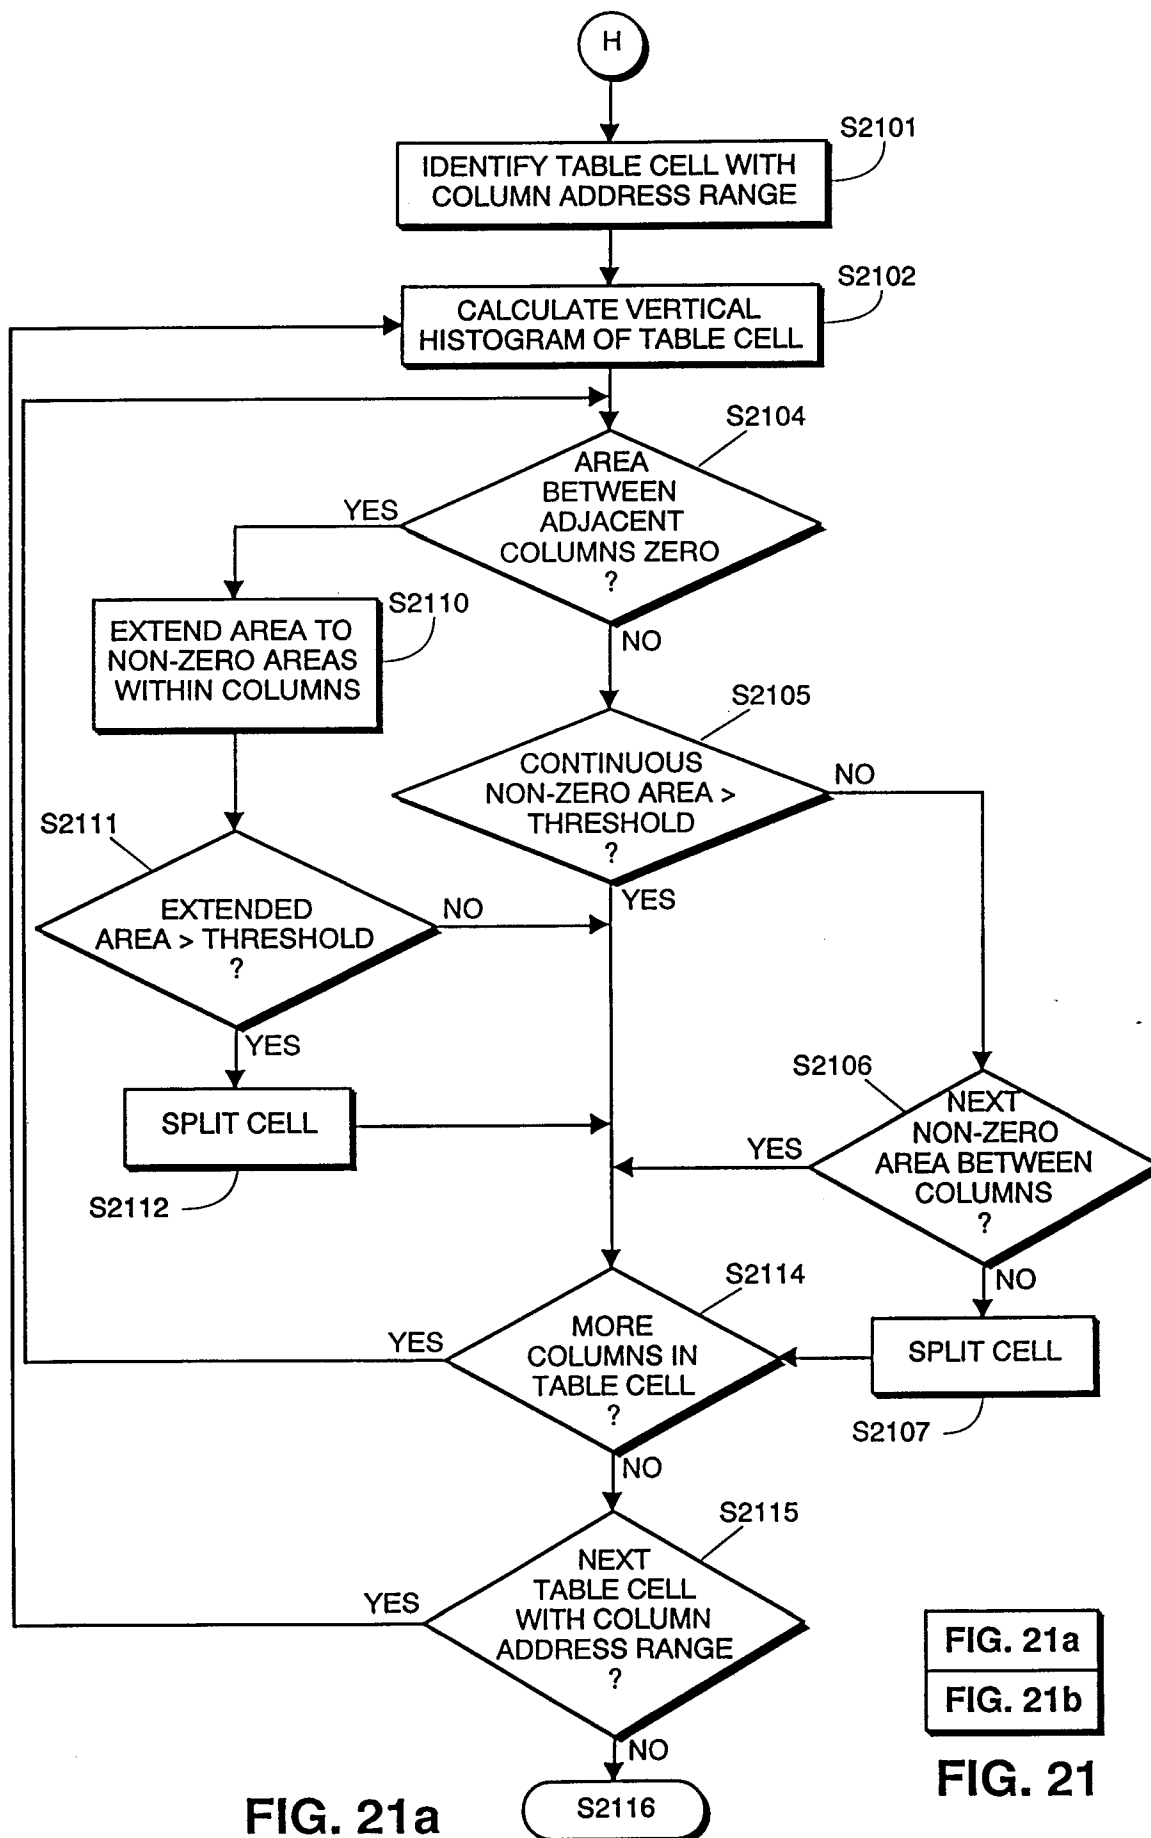 H
S2101
IDENTIFY TABLE CELL WITH
COLUMN ADDRESS RANGE
S2102
CALCULATE VERTICAL
HISTOGRAM OF TABLE CELL
S2104
AREA
BETWEEN
ADJACENT
COLUMNS ZERO
?
YES
NO
S2110
EXTEND AREA TO
NON-ZERO AREAS
WITHIN COLUMNS
S2105
CONTINUOUS
NON-ZERO AREA >
THRESHOLD
?
NO
YES
S2111
EXTENDED
AREA > THRESHOLD
?
NO
YES
SPLIT CELL
S2112
S2106
NEXT
NON-ZERO
AREA BETWEEN
COLUMNS
?
YES
NO
SPLIT CELL
S2107
S2114
MORE
COLUMNS IN
TABLE CELL
?
YES
NO
S2115
NEXT
TABLE CELL
WITH COLUMN
ADDRESS RANGE
?
YES
NO
S2116
FIG. 21a
FIG. 21a
FIG. 21b
FIG. 21